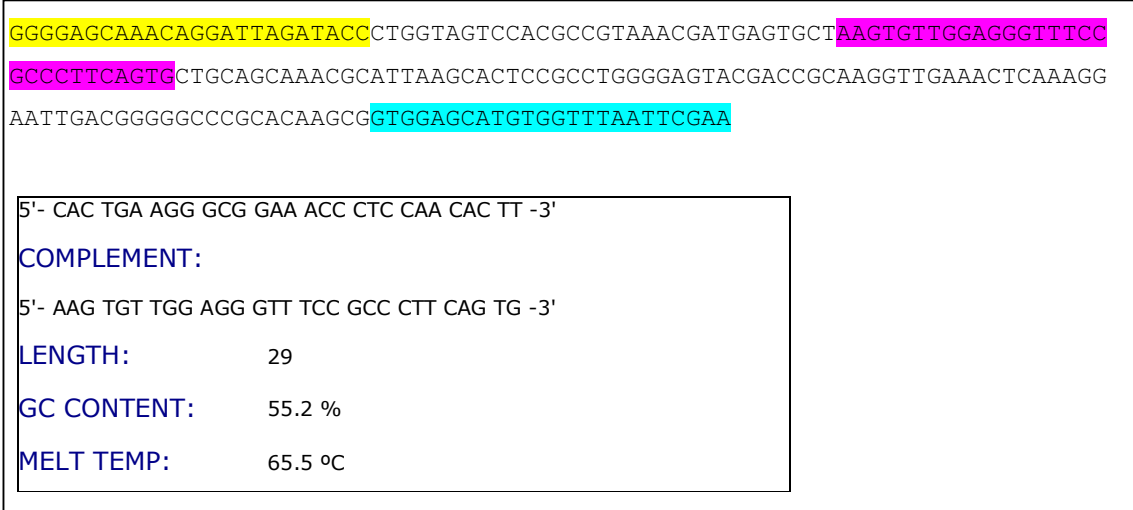 GGGGAGCAAACAGGATTAGATACCCTGGTAGTCCACGCCGTAAACGATGAGTGCTAAGTGTTGGAGGGTTTCC
GCCCTTCAGTGCTGCAGCAAACGCATTAAGCACTCCGCCTGGGGAGTACGACCGCAAGGTTGAAACTCAAAGG
AATTGACGGGGGCCCGCACAAGCGGTGGAGCATGTGGTTTAATTCGAA
5'- CAC TGA AGG GCG GAA ACC CTC CAA CAC TT -3'
COMPLEMENT:
5'- AAG TGT TGG AGG GTT TCC GCC CTT CAG TG -3'
LENGTH: 29
GC CONTENT: 55.2 %
MELT TEMP: 65.5 ºC